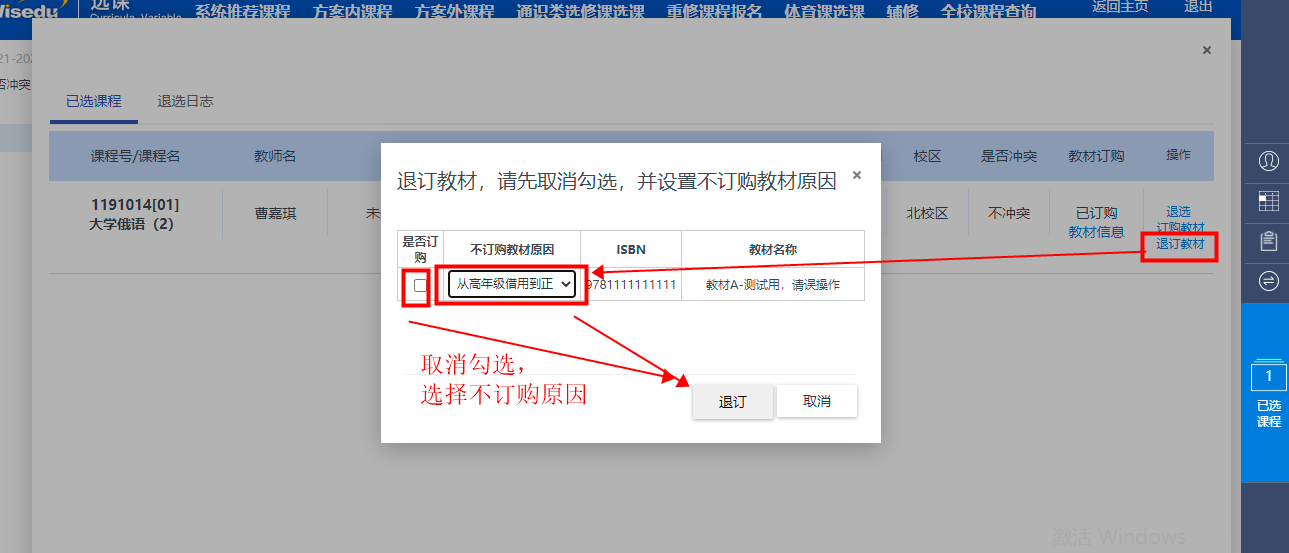 选课
返回主页 退出
Wisedu Curricula-Variable 系统推荐课程 方案内课程 方案外课程 通识类选修课选课 重修课程报名 体育课选课 辅修 全校课程查询
×
已选课程 退选日志
课程号/课程名 教师名 校区 是否冲突 教材订购 操作
退订教材，请先取消勾选，并设置不订购教材原因 ×
1191014[01]
大学俄语（2）
曹嘉琪
北校区 不冲突
已订购
教材信息
退选
订购教材
退订教材
是否订购 不订购教材原因 ISBN 教材名称
从高年级借用到正 9781111111111 教材A-测试用，请误操作
取消勾选，
选择不订购原因
退订 取消
1
已选
课程
激活 Windows